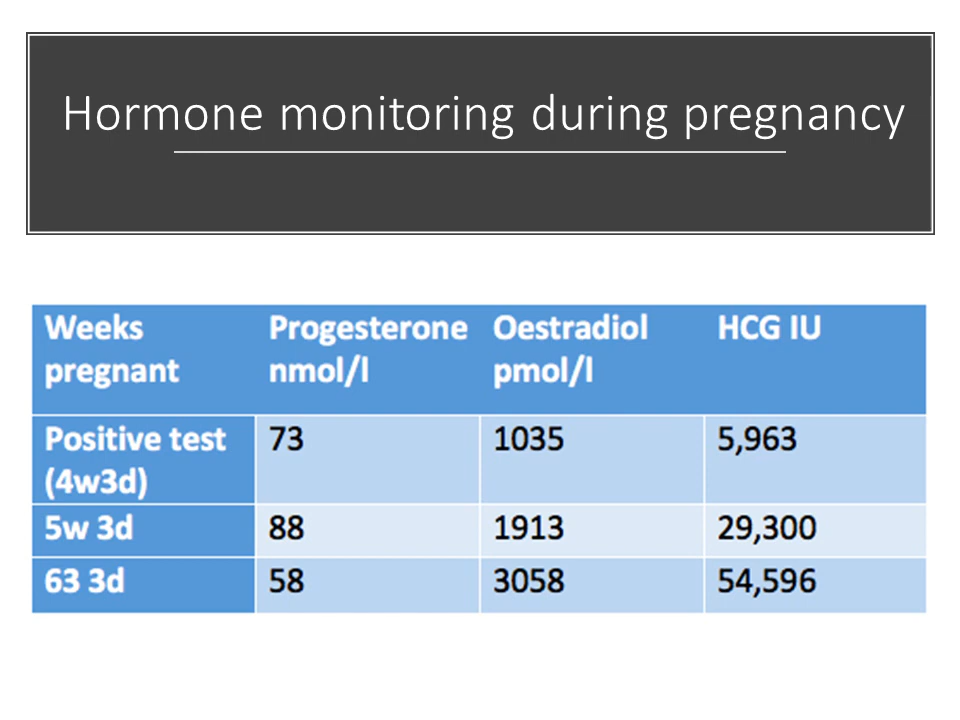 Hormone monitoring during pregnancy
Weeks pregnant Progesterone nmol/l Oestradiol pmol/l HCG IU
Positive test (4w3d) 73 1035 5,963
5w 3d 88 1913 29,300
63 3d 58 3058 54,596